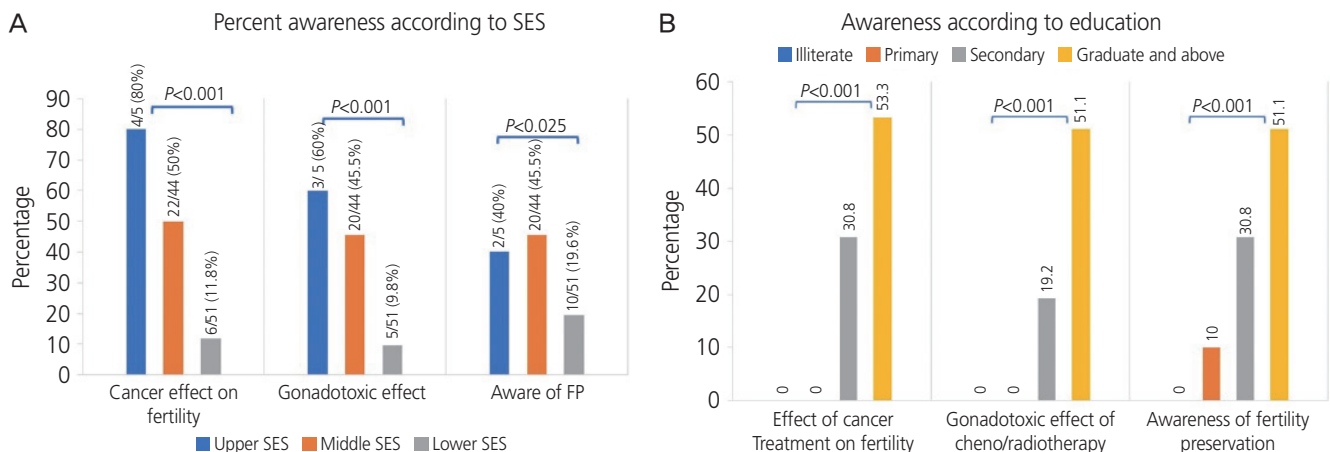 A
Percent awareness according to SES
Percentage
90
80
70
60
50
40
30
20
10
0
4/5 (80%)
22/44 (50%)
6/51 (11.8%)
P<0.001
3/ 5 (60%)
20/44 (45.5%)
5/51 (9.8%)
P<0.001
2/5 (40%)
20/44 (45.5%)
10/51 (19.6%)
P<0.025
Cancer effect on
fertility
Gonadotoxic effect
Aware of FP
Upper SES
Middle SES
Lower SES
B
Awareness according to education
Illiterate
Primary
Secondary
Graduate and above
Percentage
60
50
40
30
20
10
0
0
0
30.8
53.3
P<0.001
0
0
19.2
51.1
P<0.001
0
10
30.8
51.1
P<0.001
Effect of cancer
Treatment on fertility
Gonadotoxic effect of
cheno/radiotherapy
Awareness of fertility
preservation